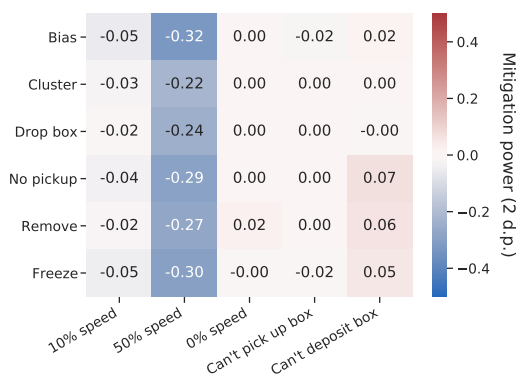 Bias -0.05 -0.32 0.00 -0.02 0.02
Cluster -0.03 -0.22 0.00 0.00 0.00
Drop box -0.02 -0.24 0.00 0.00 -0.00
No pickup -0.04 -0.29 0.00 0.00 0.07
Remove -0.02 -0.27 0.02 0.00 0.06
Freeze -0.05 -0.30 -0.00 -0.02 0.05
10% speed
50% speed
0% speed
Can't pick up box
Can't deposit box
0.4
0.2
0.0
−0.2
−0.4
Mitigation power (2 d.p.)